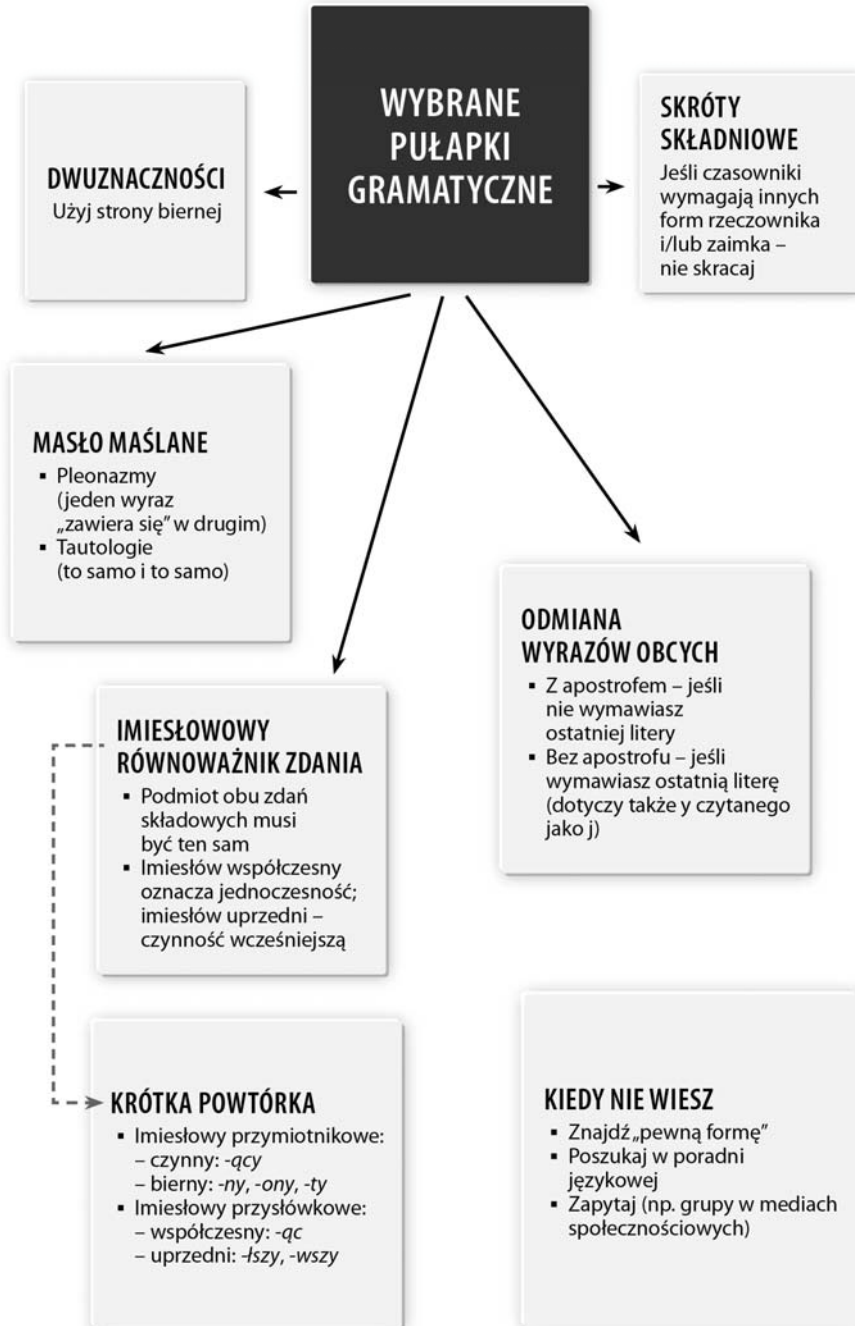 WYBRANE
PUŁAPKI
GRAMATYCZNE
DWUZNACZNOŚCI
Użyj strony biernej
SKRÓTY
SKŁADNIOWE
Jeśli czasowniki
wymagają innych
form rzeczownika
i/lub zaimka –
nie skracaj
MASŁO MAŚLANE
▪ Pleonazmy
(jeden wyraz
„zawiera się” w drugim)
▪ Tautologie
(to samo i to samo)
ODMIANA
WYRAZÓW OBCYCH
▪ Z apostrofem – jeśli
nie wymawiasz
ostatniej litery
▪ Bez apostrofu – jeśli
wymawiasz ostatnią literę
(dotyczy także y czytanego
jako j)
IMIESŁOWOWY
RÓWNOWAŻNIK ZDANIA
▪ Podmiot obu zdań
składowych musi
być ten sam
▪ Imiesłów współczesny
oznacza jednoczesność;
imiesłów uprzedni –
czynność wcześniejszą
KRÓTKA POWTÓRKA
▪ Imiesłowy przymiotnikowe:
– czynny: -ący
– bierny: -ny, -ony, -ty
▪ Imiesłowy przysłówkowe:
– współczesny: -ąc
– uprzedni: -łszy, -wszy
KIEDY NIE WIESZ
▪ Znajdź „pewną formę”
▪ Poszukaj w poradni
językowej
▪ Zapytaj (np. grupy w mediach
społecznościowych)